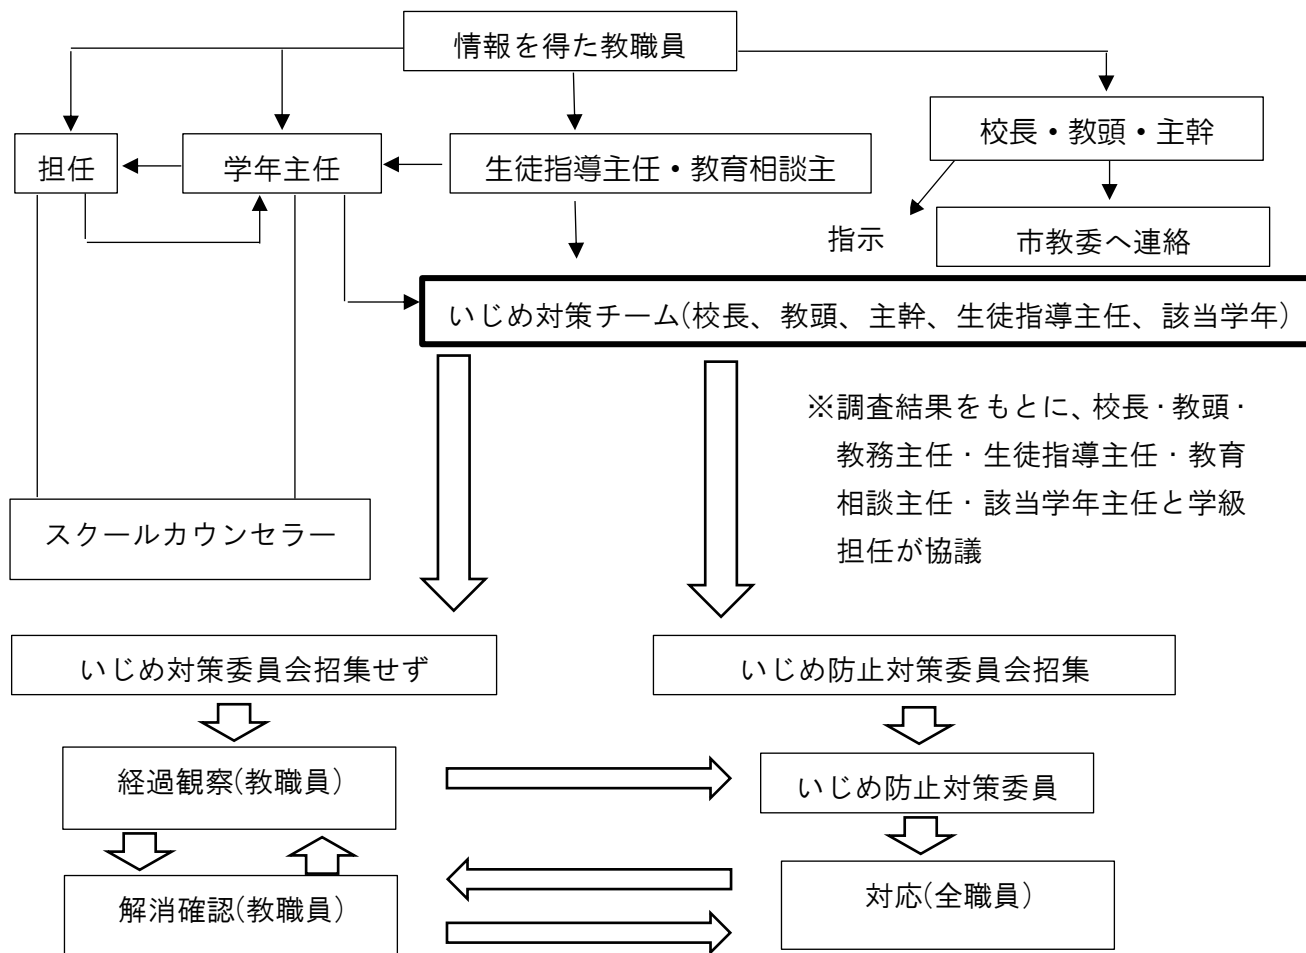 情報を得た教職員
校長・教頭・主幹
担任
学年主任
生徒指導主任・教育相談主
指示
市教委へ連絡
いじめ対策チーム(校長、教頭、主幹、生徒指導主任、該当学年)
※調査結果をもとに、校長・教頭・
教務主任・生徒指導主任・教育
相談主任・該当学年主任と学級
担任が協議
スクールカウンセラー
いじめ対策委員会招集せず
いじめ防止対策委員会招集
経過観察(教職員)
いじめ防止対策委員
解消確認(教職員)
対応(全職員)